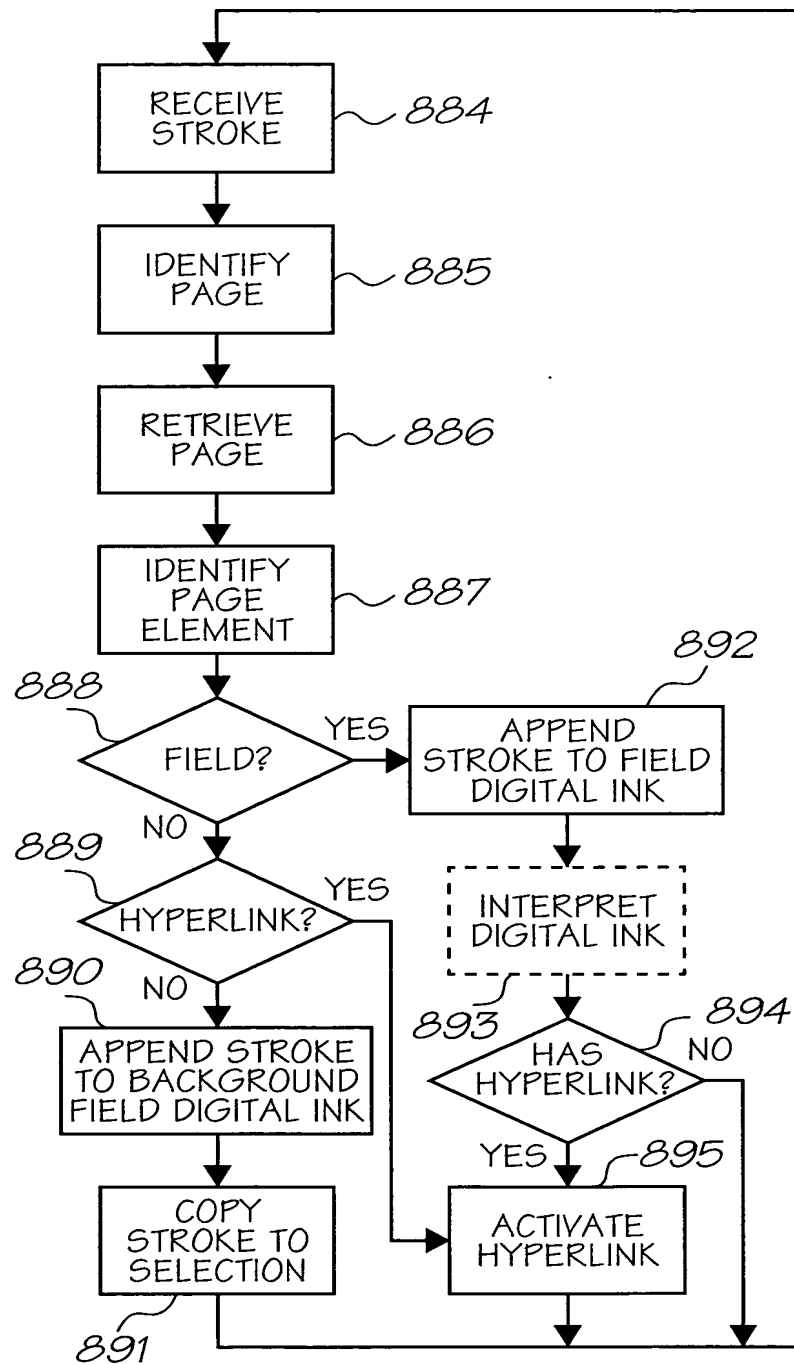 RECEIVE
STROKE
884
IDENTIFY
PAGE
885
RETRIEVE
PAGE
886
IDENTIFY
PAGE
ELEMENT
887
888
FIELD?
YES
NO
892
APPEND
STROKE TO FIELD
DIGITAL INK
889
HYPERLINK?
YES
NO
INTERPRET
DIGITAL INK
893
890
APPEND STROKE
TO BACKGROUND
FIELD DIGITAL INK
894
HAS
HYPERLINK?
NO
YES
COPY
STROKE TO
SELECTION
891
895
ACTIVATE
HYPERLINK